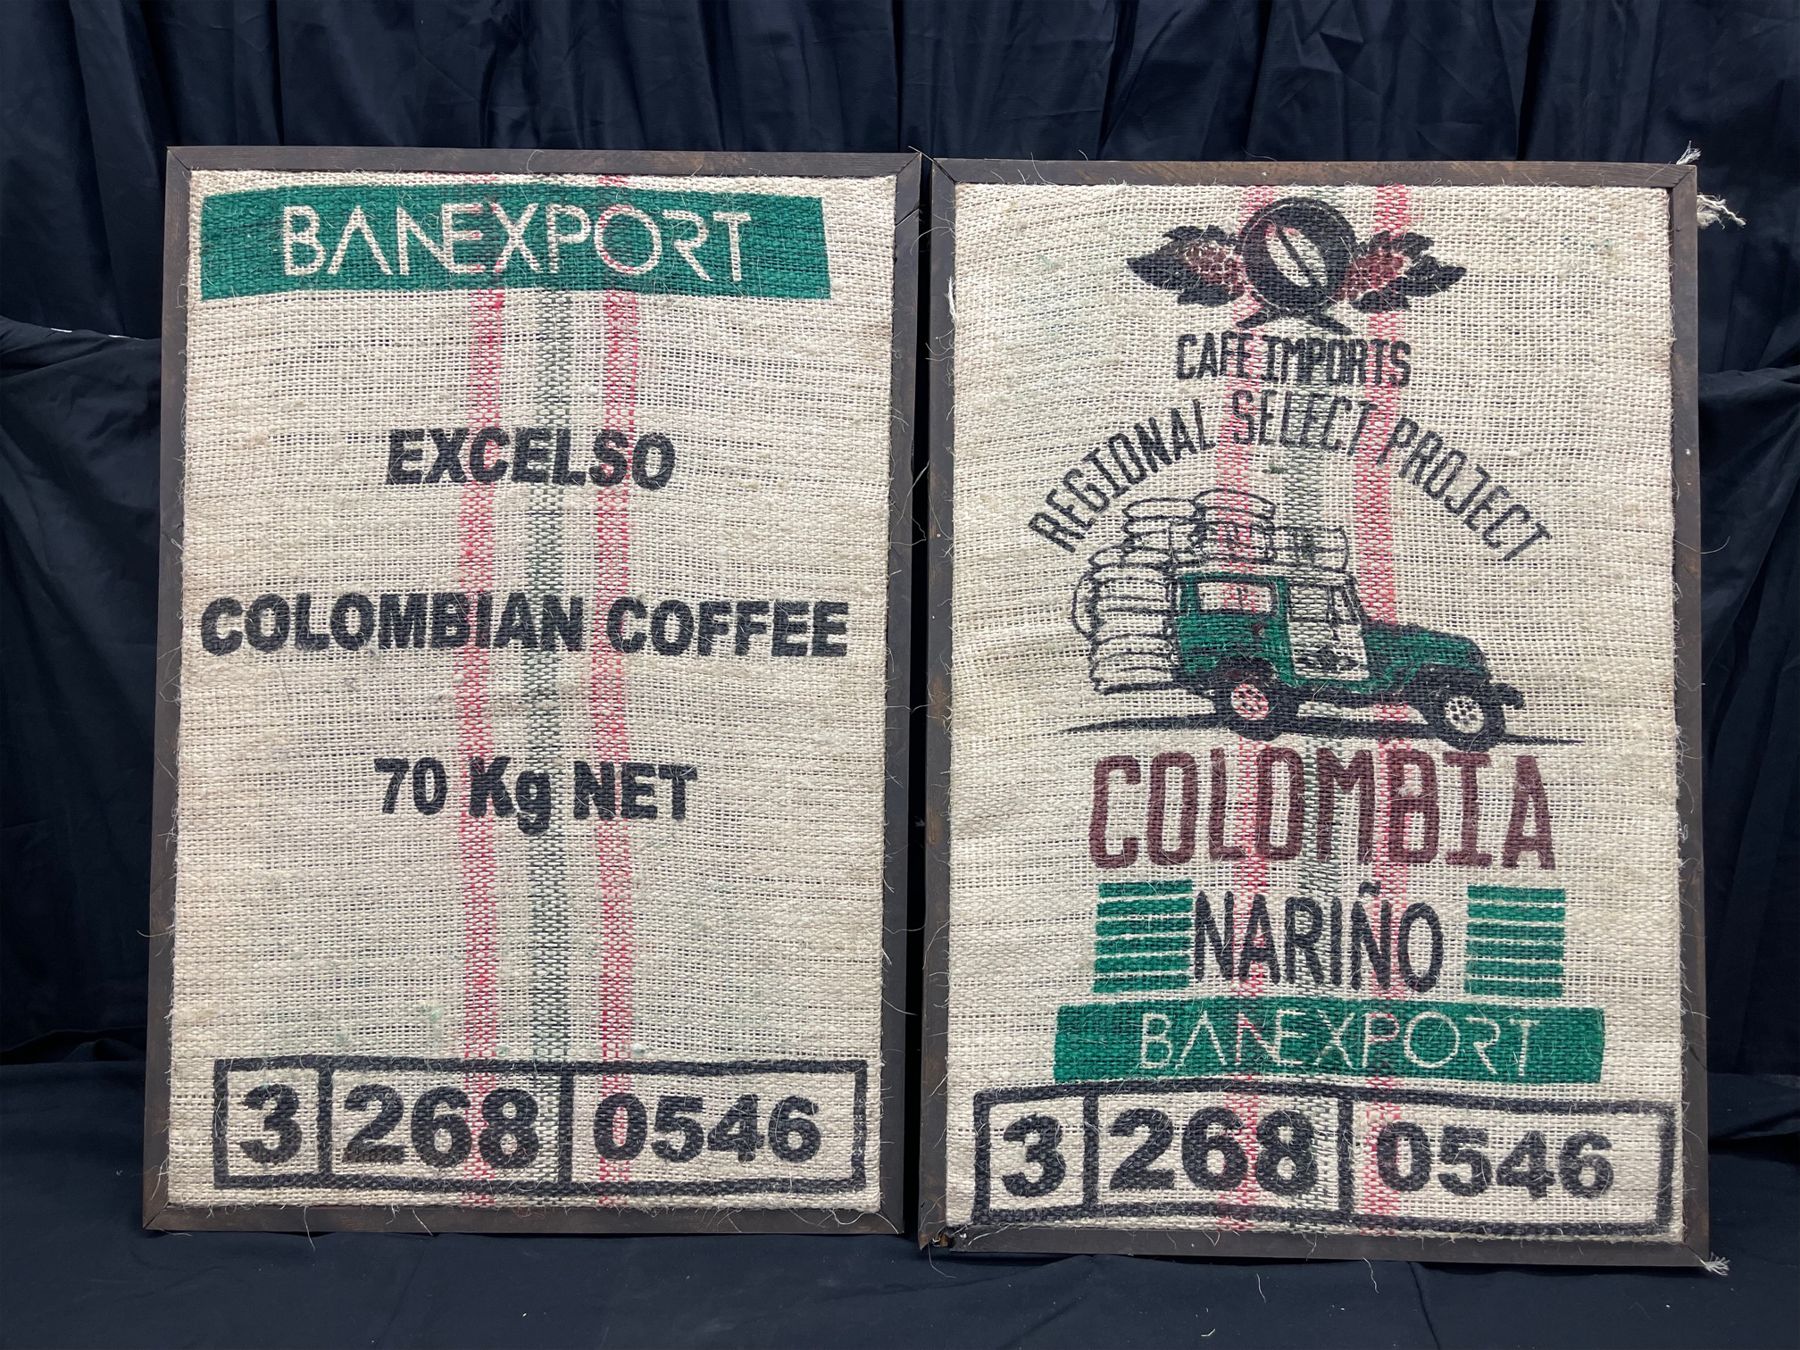 BANEXPORT
EXCELSO
COLOMBIAN COFFEE
70 Kg NET
3 268 0546
CAFE IMPORTS
REGIONAL SELECT PROJECT
COLOMBIA
NARIÑO
BANEXPORT
3 268 0546